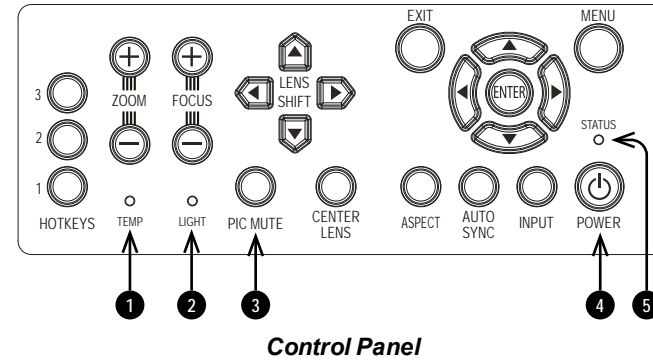 EXIT
MENU
3
ZOOM
FOCUS
LENS
SHIFT
ENTER
2
STATUS
1
HOTKEYS
TEMP
LIGHT
PIC MUTE
CENTER
LENS
ASPECT
AUTO
SYNC
INPUT
POWER
1
2
3
4
5
Control Panel